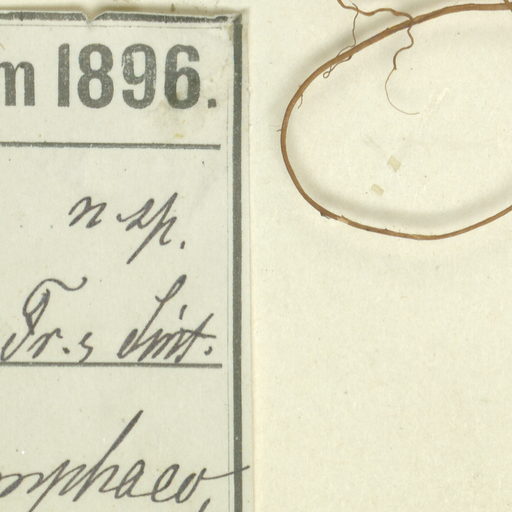 m 1896.
n. sp.
Fr. & Sint.
mphaeo,